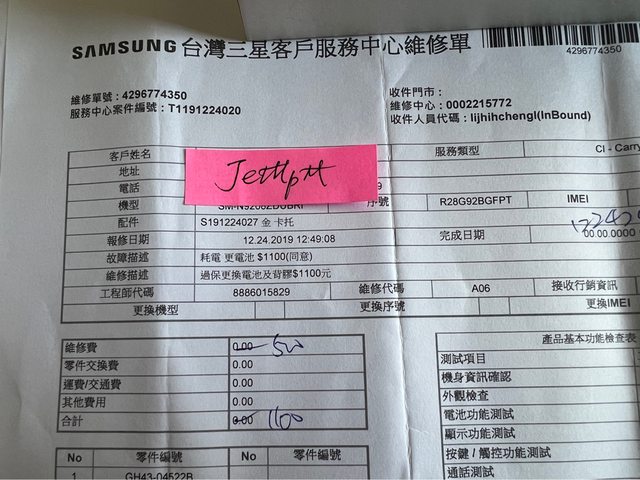 SAMSUNG 台灣三星客戶服務中心維修單
4296774350
維修單號 : 4296774350
服務中心案件編號 : T1191224020
收件門市 :
維修中心 : 0002215772
收件人員代碼 : lijhihchengl(InBound)
客戶姓名 服務類型 CI - Carry
地址
電話 9
Jettlptt
機型 序號 R28G92BGFPT IMEI
配件 S191224027 金 卡托
報修日期 12.24.2019 12:49:08 完成日期 00.00.0000
故障描述 耗電 更電池 $1100(同意)
維修描述 過保更換電池及背膠$1100元
工程師代碼 8886015829 維修代碼 A06 接收行銷資訊
更換機型 更換序號 更換IMEI
維修費 0.00 500
零件交換費 0.00
運費/交通費 0.00
其他費用 0.00
合計 0.00 1100
產品基本功能檢查表
測試項目
機身資訊確認
外觀檢查
電池功能測試
顯示功能測試
按鍵 / 觸控功能測試
通話測試
No 零件編號 No 零件編號
1 GH43-04522B